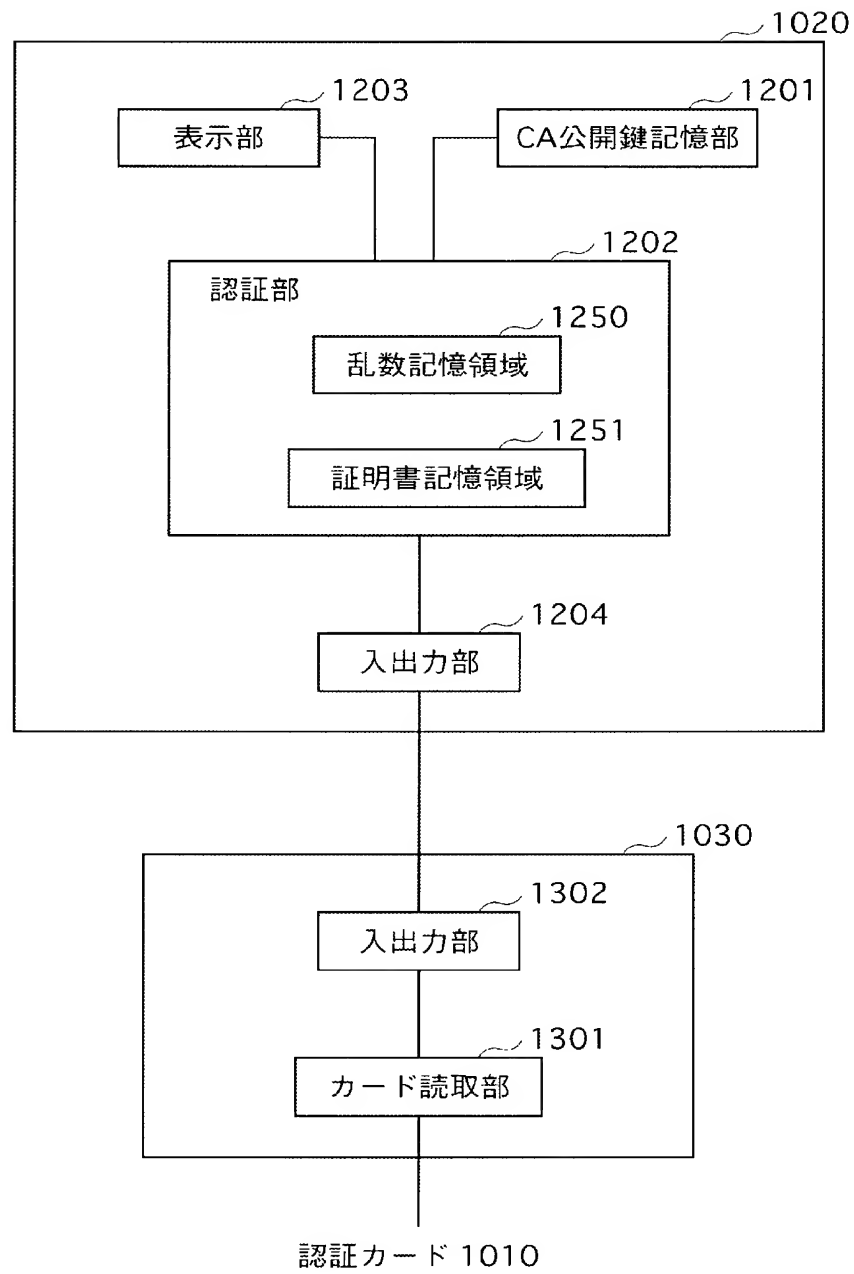 1020
1203
1201
表示部
CA公開鍵記憶部
1202
認証部
1250
乱数記憶領域
1251
証明書記憶領域
1204
入出力部
1030
1302
入出力部
1301
カード読取部
認証カード 1010